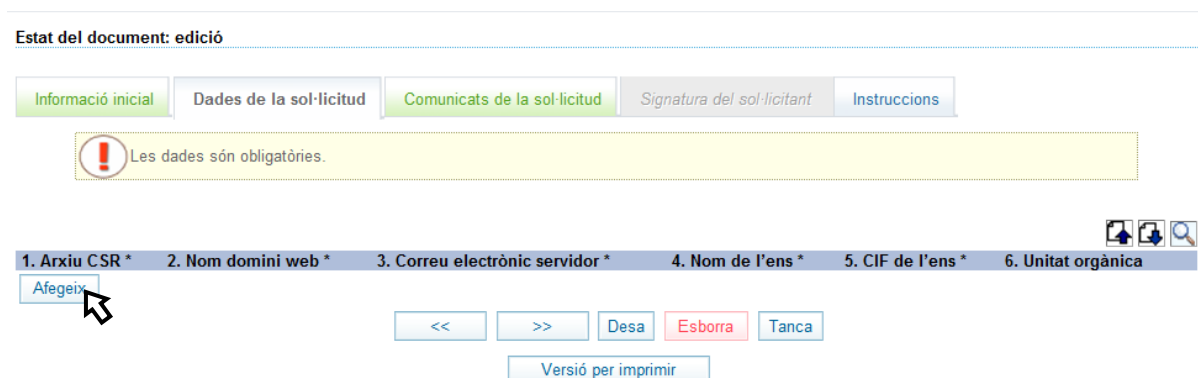 Estat del document: edició
Informació inicial Dades de la sol·licitud Comunicats de la sol·licitud Signatura del sol·licitant Instruccions
Les dades són obligatòries.
1. Arxiu CSR * 2. Nom domini web * 3. Correu electrònic servidor * 4. Nom de l'ens * 5. CIF de l'ens * 6. Unitat orgànica
Afegeix
<< >> Desa Esborra Tanca
Versió per imprimir